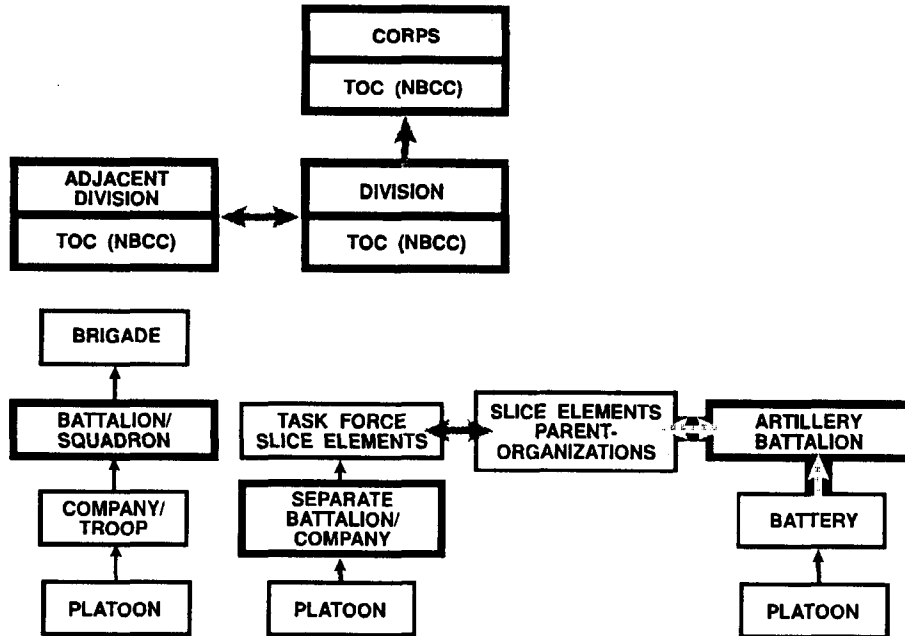 CORPS
TOC (NBCC)
ADJACENT
DIVISION
TOC (NBCC)
DIVISION
TOC (NBCC)
BRIGADE
BATTALION/
SQUADRON
COMPANY/
TROOP
PLATOON
TASK FORCE
SLICE ELEMENTS
SEPARATE
BATTALION/
COMPANY
PLATOON
SLICE ELEMENTS
PARENT-
ORGANIZATIONS
ARTILLERY
BATTALION
BATTERY
PLATOON